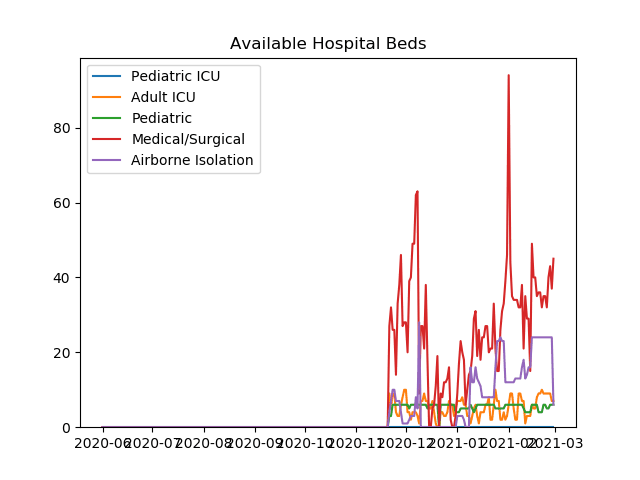 Available Hospital Beds
Pediatric ICU
Adult ICU
Pediatric
Medical/Surgical
Airborne Isolation
80
60
40
20
0
2020-06 2020-07 2020-08 2020-09 2020-10 2020-11 2020-12 2021-01 2021-02 2021-03